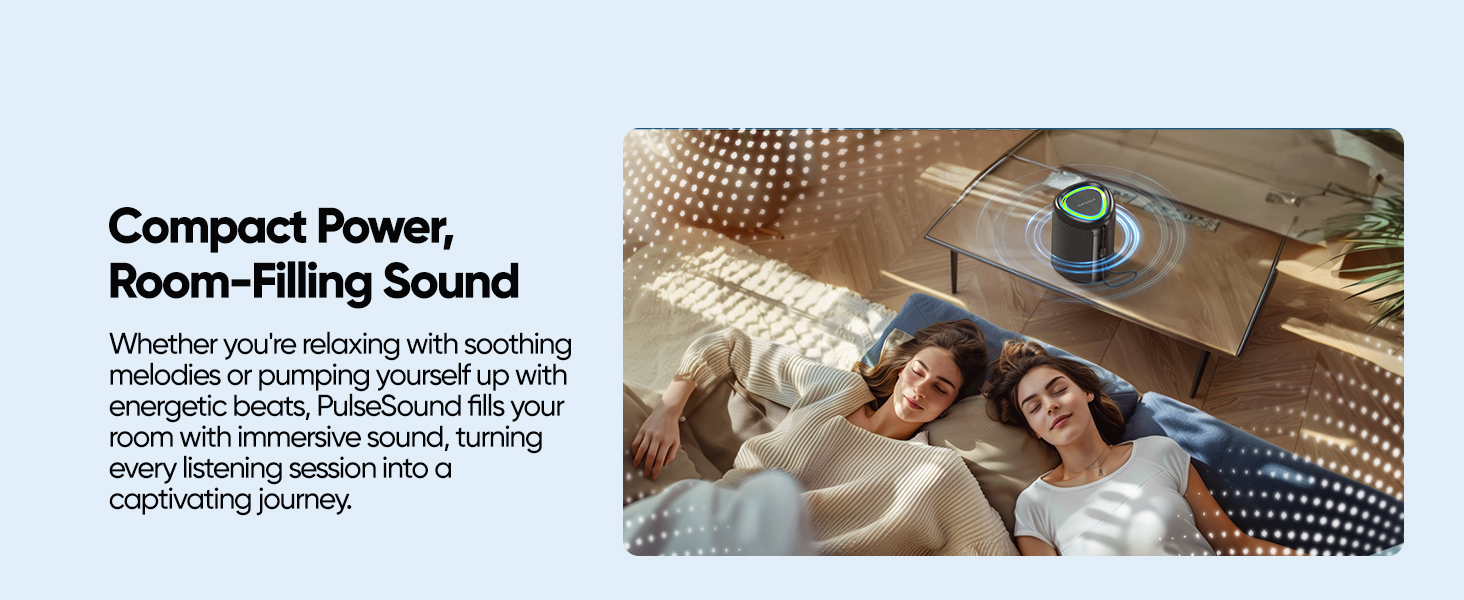 Compact Power,
Room-Filling Sound
Whether you're relaxing with soothing
melodies or pumping yourself up with
energetic beats, PulseSound fills your
room with immersive sound, turning
every listening session into a
captivating journey.